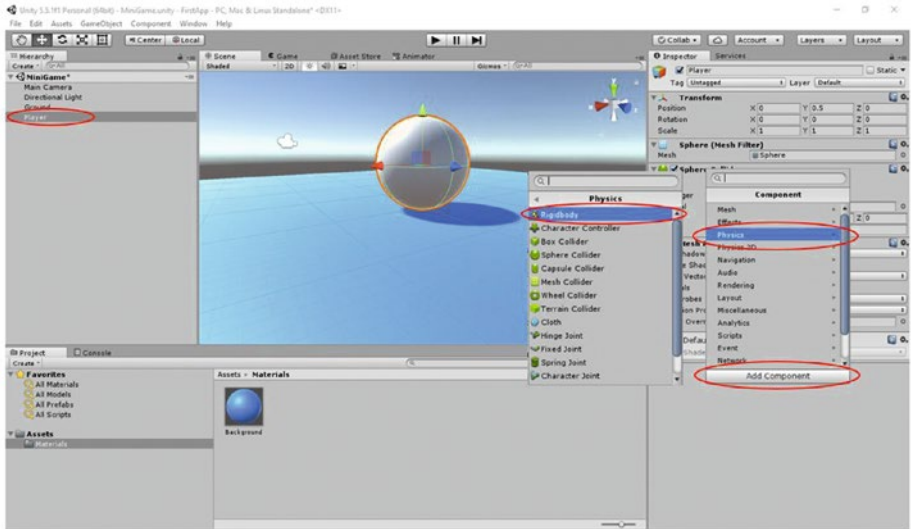 Unity 5.5.1f1 Personal (64bit) - MiniGame.unity - FirstApp - PC, Mac & Linux Standalone* <DX11>
File Edit Assets GameObject Component Window Help
Center Local
Collab Account Layers Layout
Hierarchy
Create All
MiniGame*
Main Camera
Directional Light
Ground
Player
Scene Game Asset Store Animator
Shaded 2D Gizmos All
y
x
Inspector Services
Player Static
Tag Untagged Layer Default
Transform
Position X 0 Y 0.5 Z 0
Rotation X 0 Y 0 Z 0
Scale X 1 Y 1 Z 1
Sphere (Mesh Filter)
Mesh Sphere
Z 0
Physics
Rigidbody
Character Controller
Box Collider
Sphere Collider
Capsule Collider
Mesh Collider
Wheel Collider
Terrain Collider
Cloth
Hinge Joint
Fixed Joint
Spring Joint
Character Joint
Component
Mesh
Effects
Physics
Physics 2D
Navigation
Audio
Rendering
Layout
Miscellaneous
Analytics
Scripts
Event
Network
Add Component
Project Console
Create
Favorites
All Materials
All Models
All Prefabs
All Scripts
Assets
Materials
Assets Materials
Background